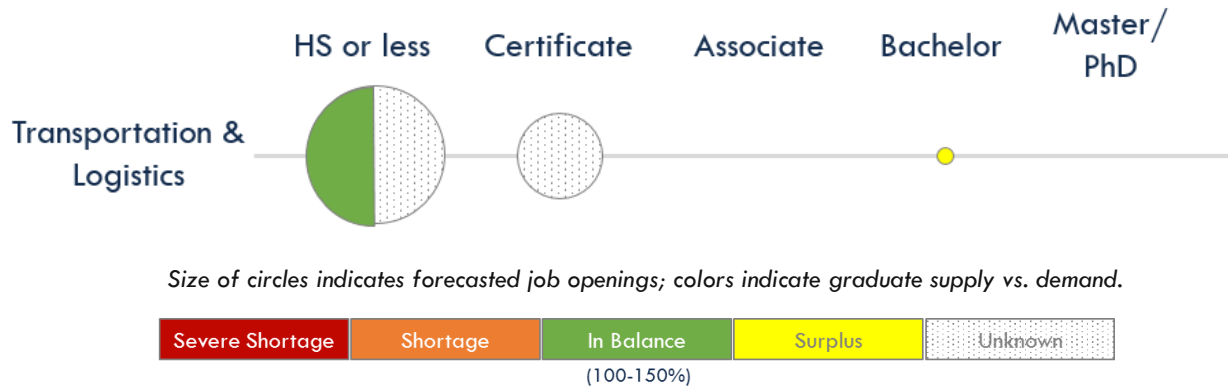 HS or less
Certificate
Associate
Bachelor
Master/
PhD
Transportation &
Logistics
Size of circles indicates forecasted job openings; colors indicate graduate supply vs. demand.
Severe Shortage
Shortage
In Balance
Surplus
Unknown
(100-150%)